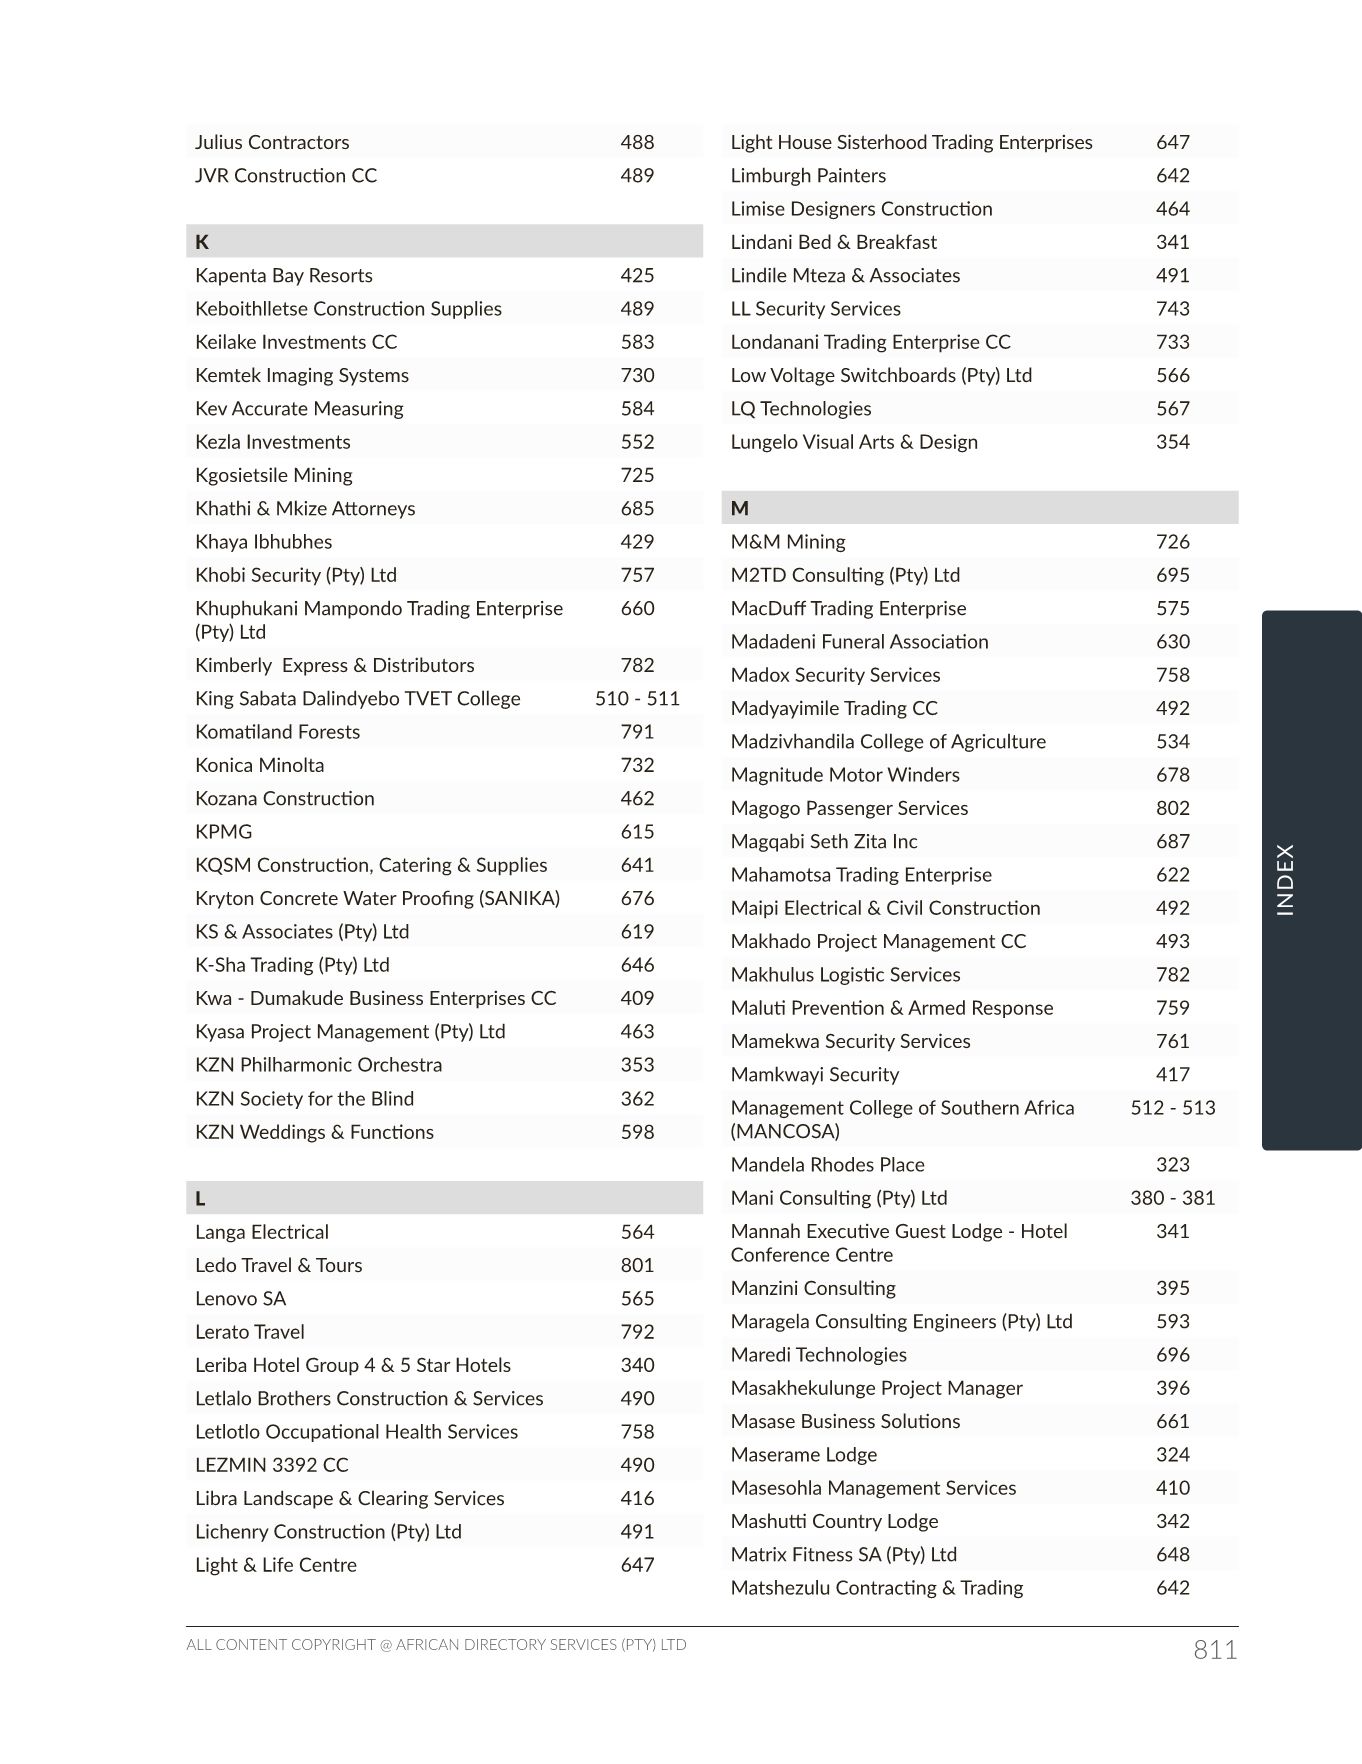 Julius Contractors 488
JVR Construction CC 489
K
Kapenta Bay Resorts 425
Keboithlletse Construction Supplies 489
Keilake Investments CC 583
Kemtek Imaging Systems 730
Kev Accurate Measuring 584
Kezla Investments 552
Kgosietsile Mining 725
Khathi & Mkize Attorneys 685
Khaya Ibhubhes 429
Khobi Security (Pty) Ltd 757
Khuphukani Mampondo Trading Enterprise 660
(Pty) Ltd
Kimberly  Express & Distributors 782
King Sabata Dalindyebo TVET College 510 - 511
Komatiland Forests 791
Konica Minolta 732
Kozana Construction 462
KPMG 615
KQSM Construction, Catering & Supplies 641
Kryton Concrete Water Proofing (SANIKA) 676
KS & Associates (Pty) Ltd 619
K-Sha Trading (Pty) Ltd 646
Kwa - Dumakude Business Enterprises CC 409
Kyasa Project Management (Pty) Ltd 463
KZN Philharmonic Orchestra 353
KZN Society for the Blind 362
KZN Weddings & Functions 598
L
Langa Electrical 564
Ledo Travel & Tours 801
Lenovo SA 565
Lerato Travel 792
Leriba Hotel Group 4 & 5 Star Hotels 340
Letlalo Brothers Construction & Services 490
Letlotlo Occupational Health Services 758
LEZMIN 3392 CC 490
Libra Landscape & Clearing Services 416
Lichenry Construction (Pty) Ltd 491
Light & Life Centre 647
Light House Sisterhood Trading Enterprises 647
Limburgh Painters 642
Limise Designers Construction 464
Lindani Bed & Breakfast 341
Lindile Mteza & Associates 491
LL Security Services 743
Londanani Trading Enterprise CC 733
Low Voltage Switchboards (Pty) Ltd 566
LQ Technologies 567
Lungelo Visual Arts & Design 354
M
M&M Mining 726
M2TD Consulting (Pty) Ltd 695
MacDuff Trading Enterprise 575
Madadeni Funeral Association 630
Madox Security Services 758
Madyayimile Trading CC 492
Madzivhandila College of Agriculture 534
Magnitude Motor Winders 678
Magogo Passenger Services 802
Magqabi Seth Zita Inc 687
Mahamotsa Trading Enterprise 622
Maipi Electrical & Civil Construction 492
Makhado Project Management CC 493
Makhulus Logistic Services 782
Maluti Prevention & Armed Response 759
Mamekwa Security Services 761
Mamkwayi Security 417
Management College of Southern Africa 512 - 513
(MANCOSA)
Mandela Rhodes Place 323
Mani Consulting (Pty) Ltd 380 - 381
Mannah Executive Guest Lodge - Hotel 341
Conference Centre
Manzini Consulting 395
Maragela Consulting Engineers (Pty) Ltd 593
Maredi Technologies 696
Masakhekulunge Project Manager 396
Masase Business Solutions 661
Maserame Lodge 324
Masesohla Management Services 410
Mashutti Country Lodge 342
Matrix Fitness SA (Pty) Ltd 648
Matshezulu Contracting & Trading 642
INDEX
ALL CONTENT COPYRIGHT @ AFRICAN DIRECTORY SERVICES (PTY) LTD
811